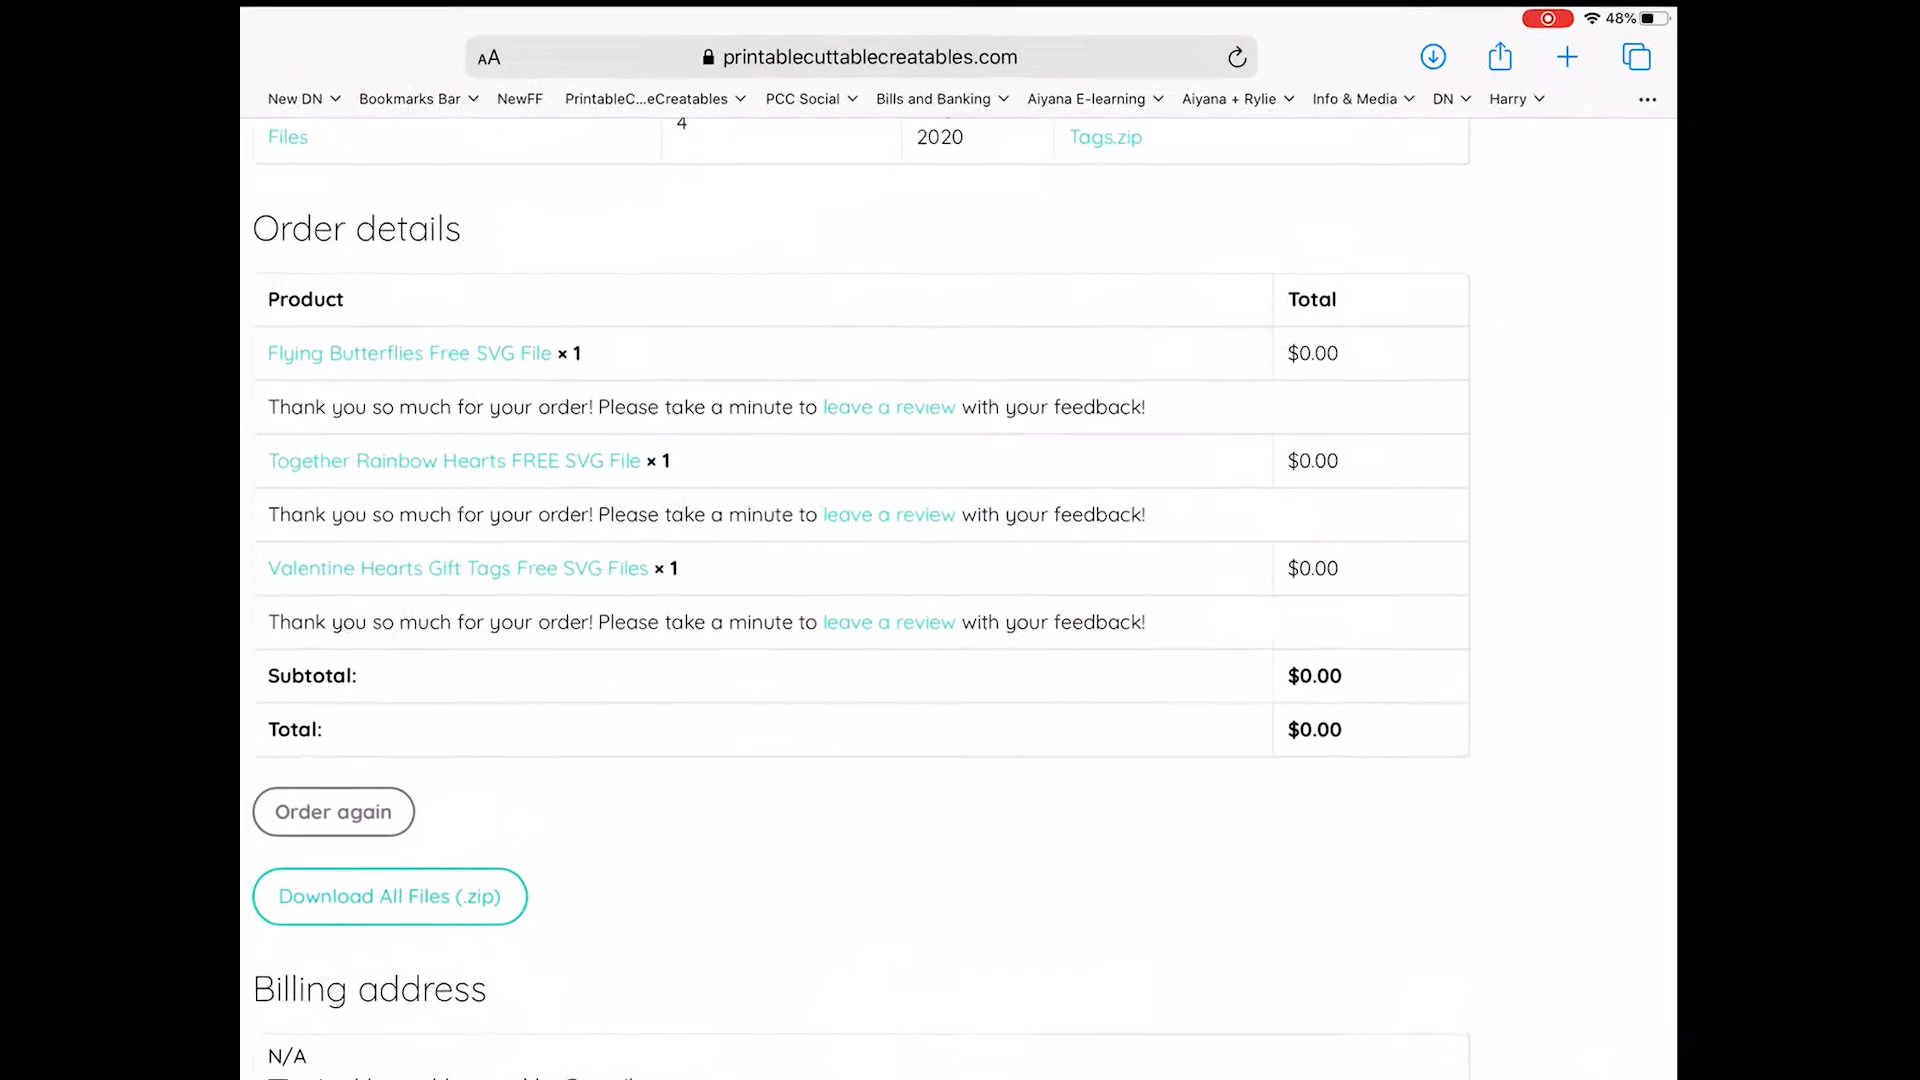 48%
AA printablecuttablecreatables.com
New DN Bookmarks Bar NewFF PrintableC...eCreatables PCC Social Bills and Banking Aiyana E-learning Aiyana + Rylie Info & Media DN Harry ...
Files 4 2020 Tags.zip
Order details
Product Total
Flying Butterflies Free SVG File × 1 $0.00
Thank you so much for your order! Please take a minute to leave a review with your feedback!
Together Rainbow Hearts FREE SVG File × 1 $0.00
Thank you so much for your order! Please take a minute to leave a review with your feedback!
Valentine Hearts Gift Tags Free SVG Files × 1 $0.00
Thank you so much for your order! Please take a minute to leave a review with your feedback!
Subtotal: $0.00
Total: $0.00
Order again
Download All Files (.zip)
Billing address
N/A